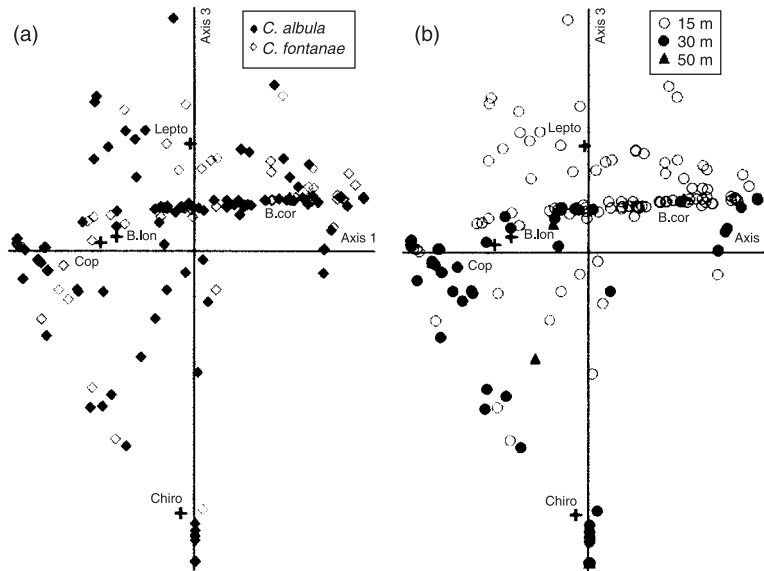 (a)
Axis 3
C. albula
C. fontanae
Lepto
B.cor
B.lon
Axis 1
Cop
Chiro
(b)
Axis 3
15 m
30 m
50 m
Lepto
B.cor
B.lon
Axis
Cop
Chiro